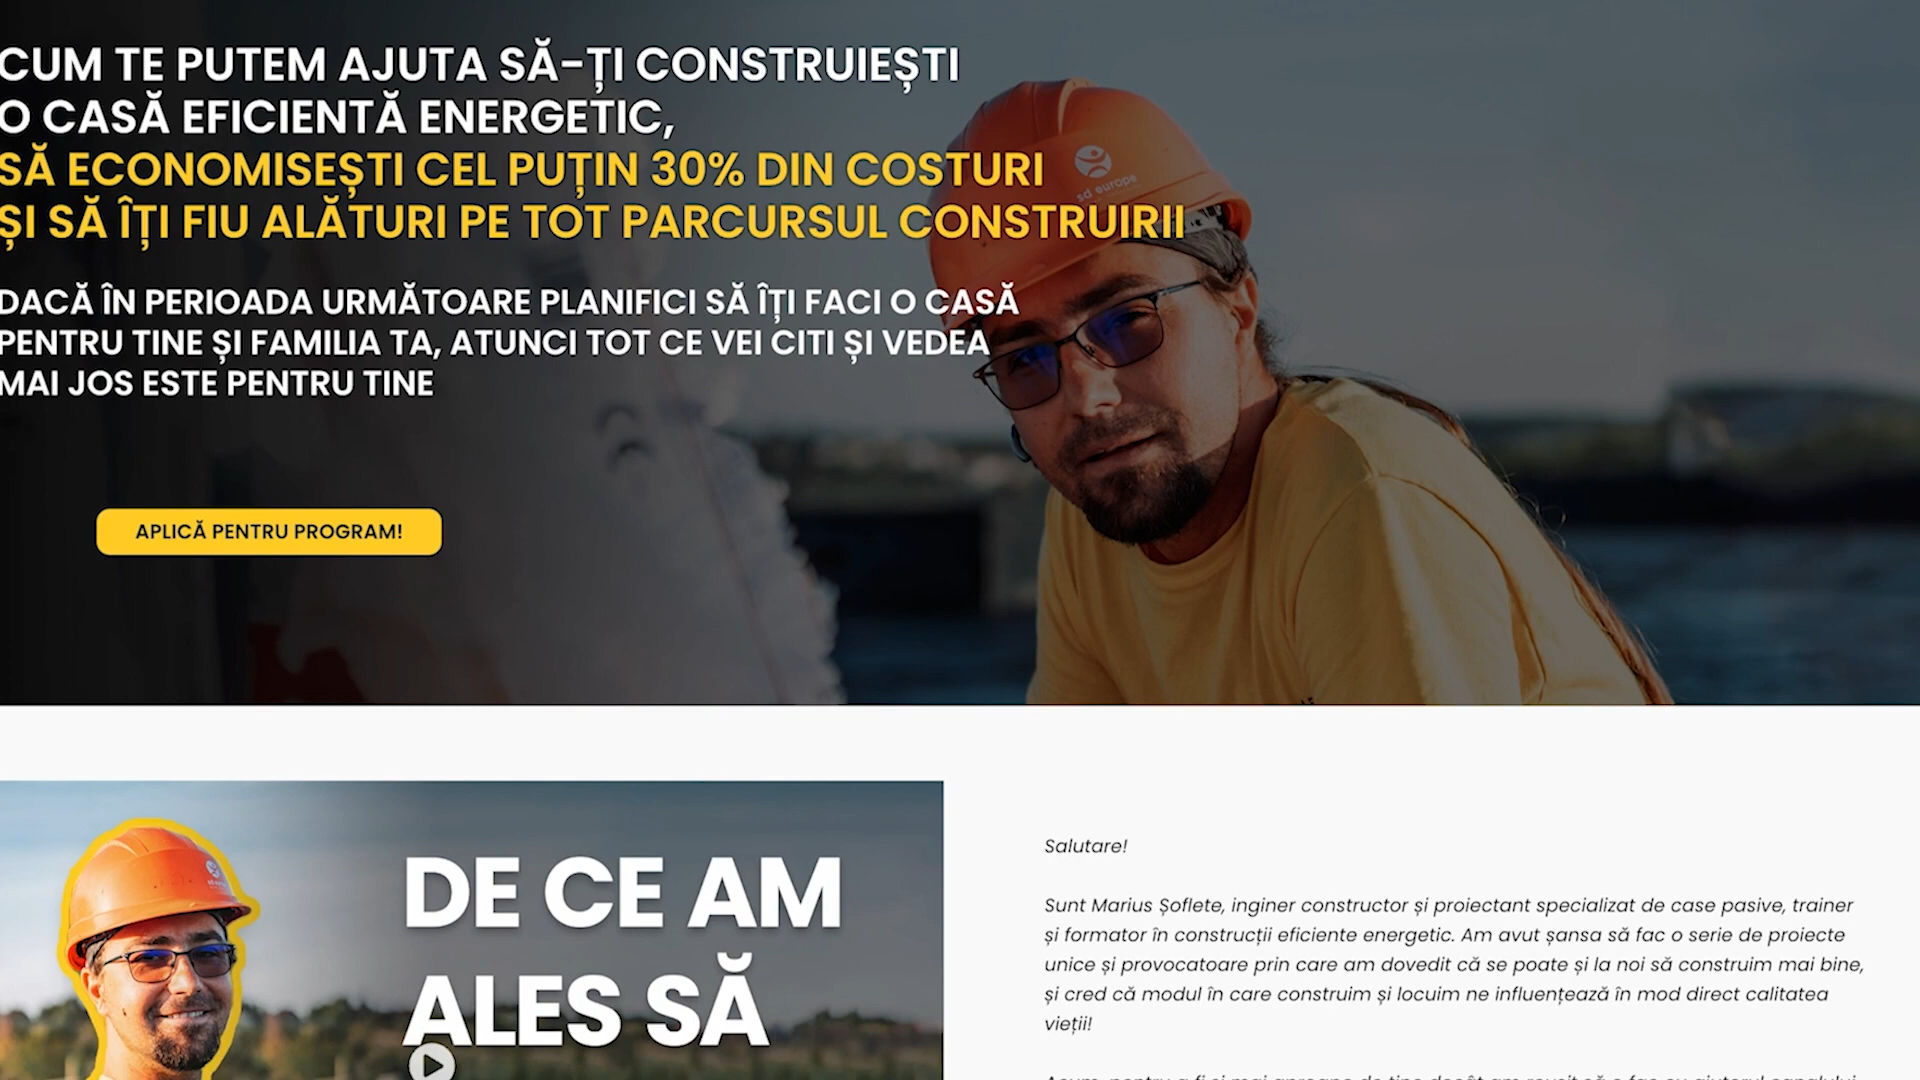 CUM TE PUTEM AJUTA SĂ-ȚI CONSTRUIEȘTI
O CASĂ EFICIENTĂ ENERGETIC,
SĂ ECONOMISEȘTI CEL PUȚIN 30% DIN COSTURI
ȘI SĂ ÎȚI FIU ALĂTURI PE TOT PARCURSUL CONSTRUIRII
sd europe
DACĂ ÎN PERIOADA URMĂTOARE PLANIFICI SĂ ÎȚI FACI O CASĂ
PENTRU TINE ȘI FAMILIA TA, ATUNCI TOT CE VEI CITI ȘI VEDEA
MAI JOS ESTE PENTRU TINE
APLICĂ PENTRU PROGRAM!
DE CE AM
ALES SĂ
Salutare!
Sunt Marius Șoflete, inginer constructor și proiectant specializat de case pasive, trainer
și formator în construcții eficiente energetic. Am avut șansa să fac o serie de proiecte
unice și provocatoare prin care am dovedit că se poate și la noi să construim mai bine,
și cred că modul în care construim și locuim ne influențează în mod direct calitatea
vieții!